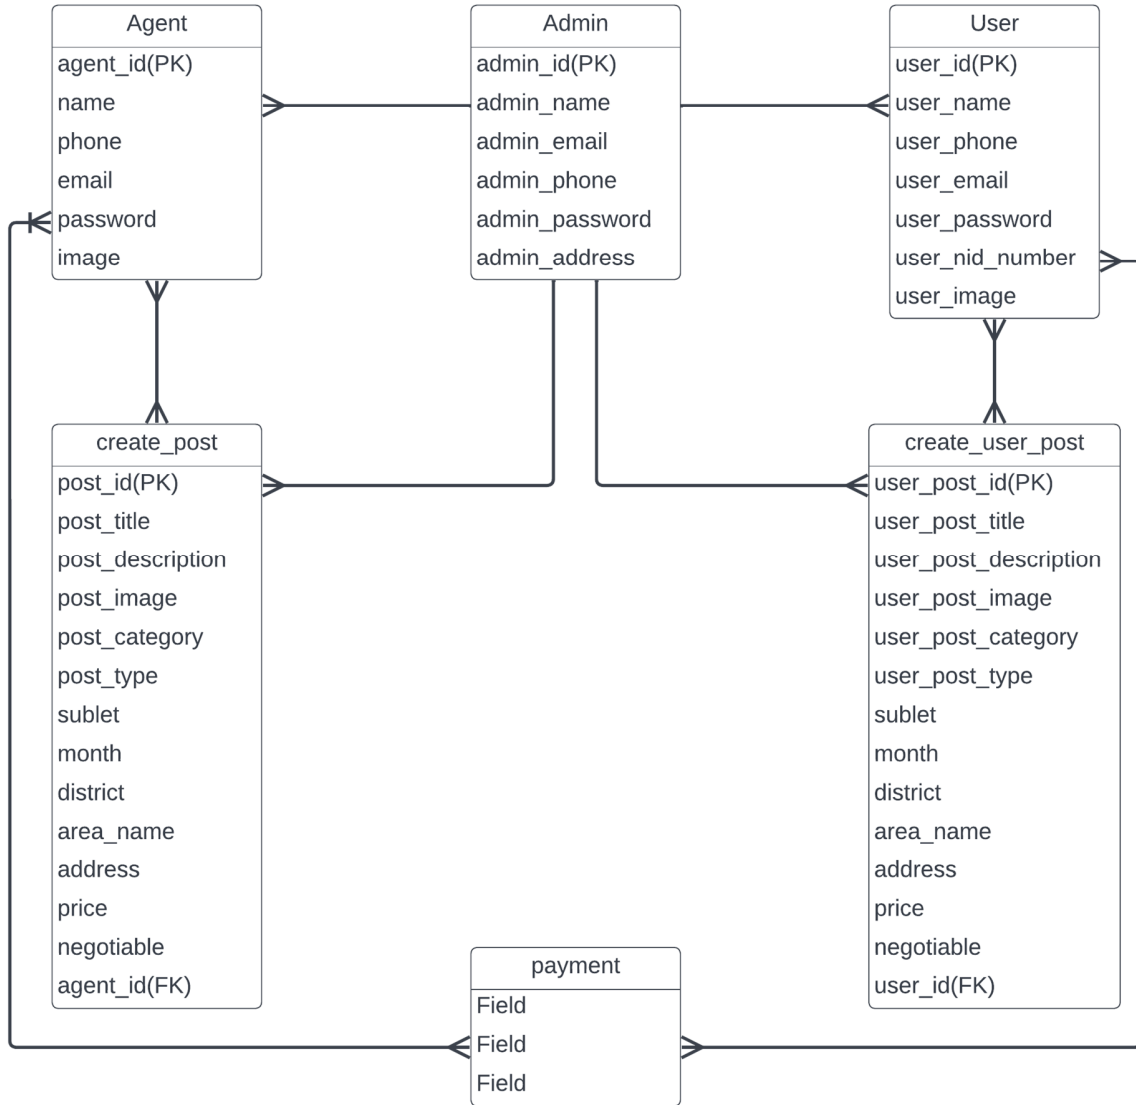 Agent
agent_id(PK)
name
phone
email
password
image
Admin
admin_id(PK)
admin_name
admin_email
admin_phone
admin_password
admin_address
User
user_id(PK)
user_name
user_phone
user_email
user_password
user_nid_number
user_image
create_post
post_id(PK)
post_title
post_description
post_image
post_category
post_type
sublet
month
district
area_name
address
price
negotiable
agent_id(FK)
create_user_post
user_post_id(PK)
user_post_title
user_post_description
user_post_image
user_post_category
user_post_type
sublet
month
district
area_name
address
price
negotiable
user_id(FK)
payment
Field
Field
Field